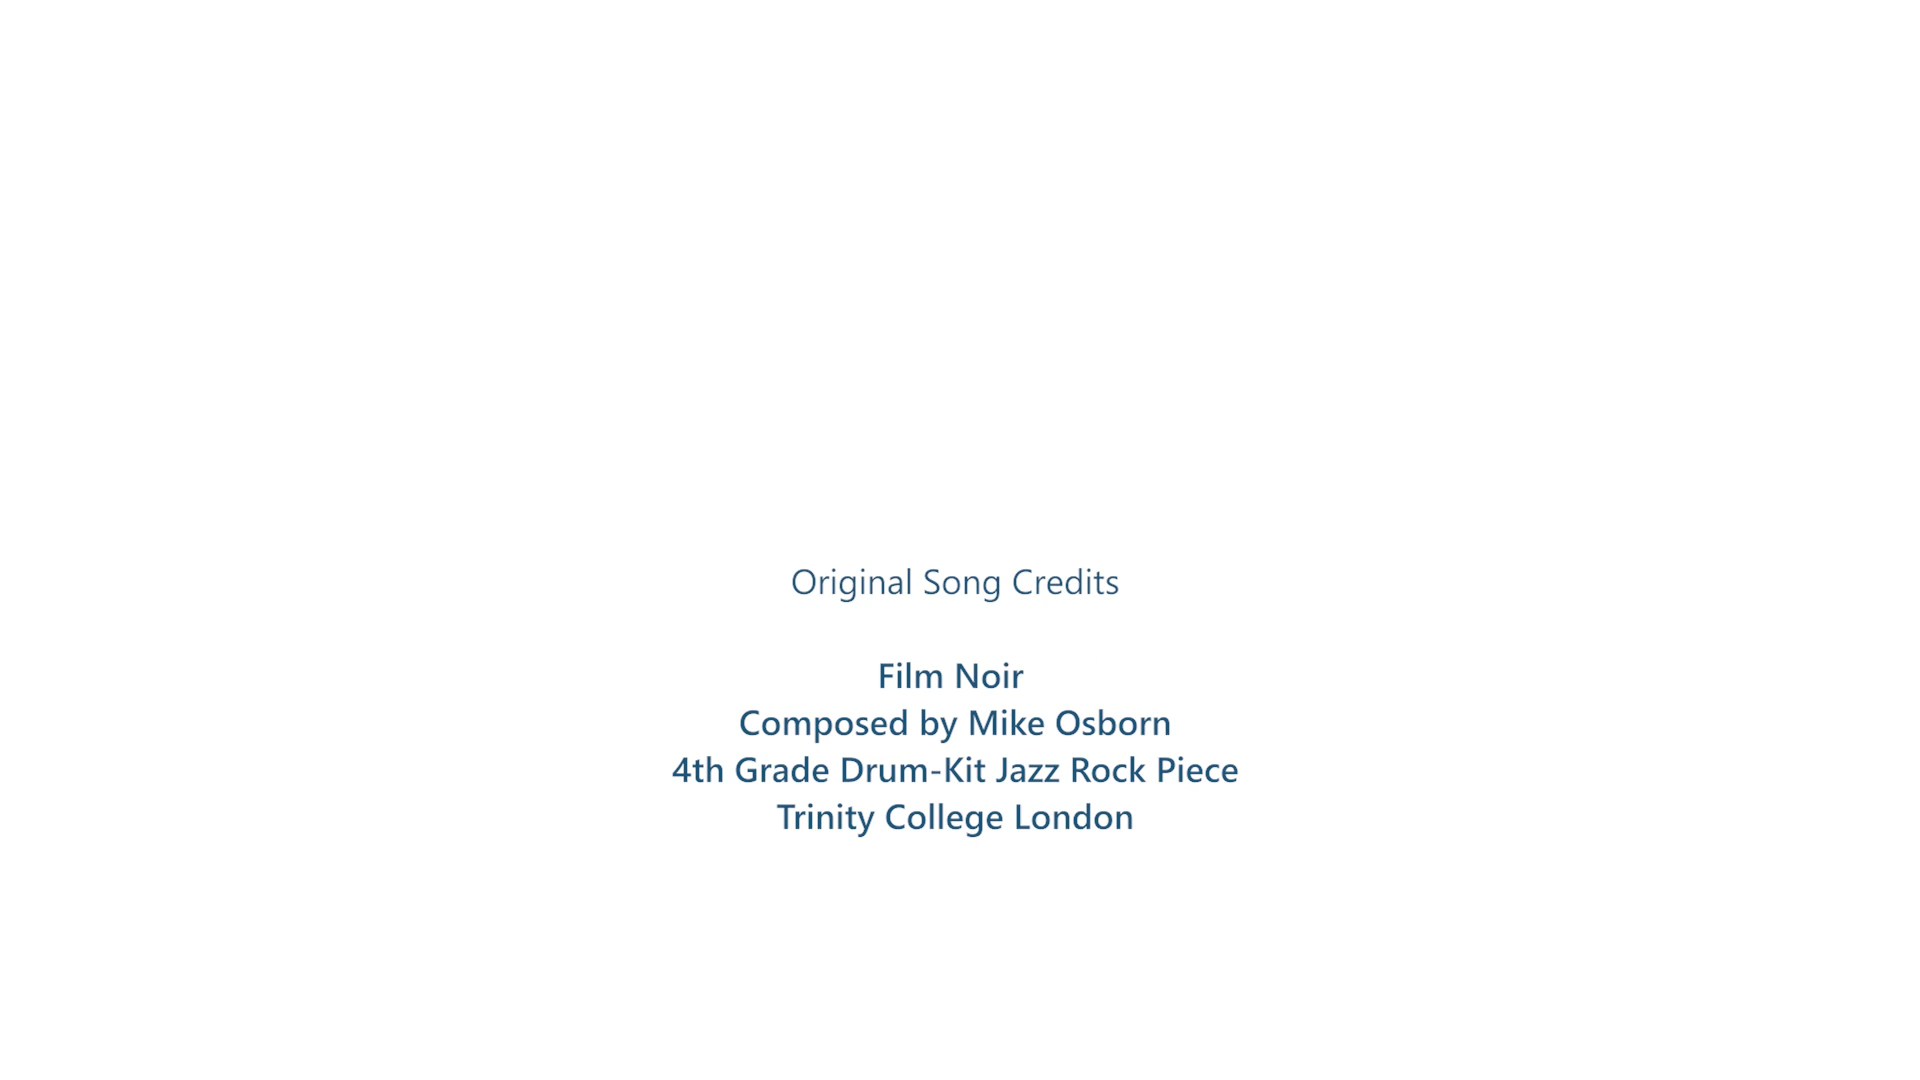 Original Song Credits
Film Noir
Composed by Mike Osborn
4th Grade Drum-Kit Jazz Rock Piece
Trinity College London